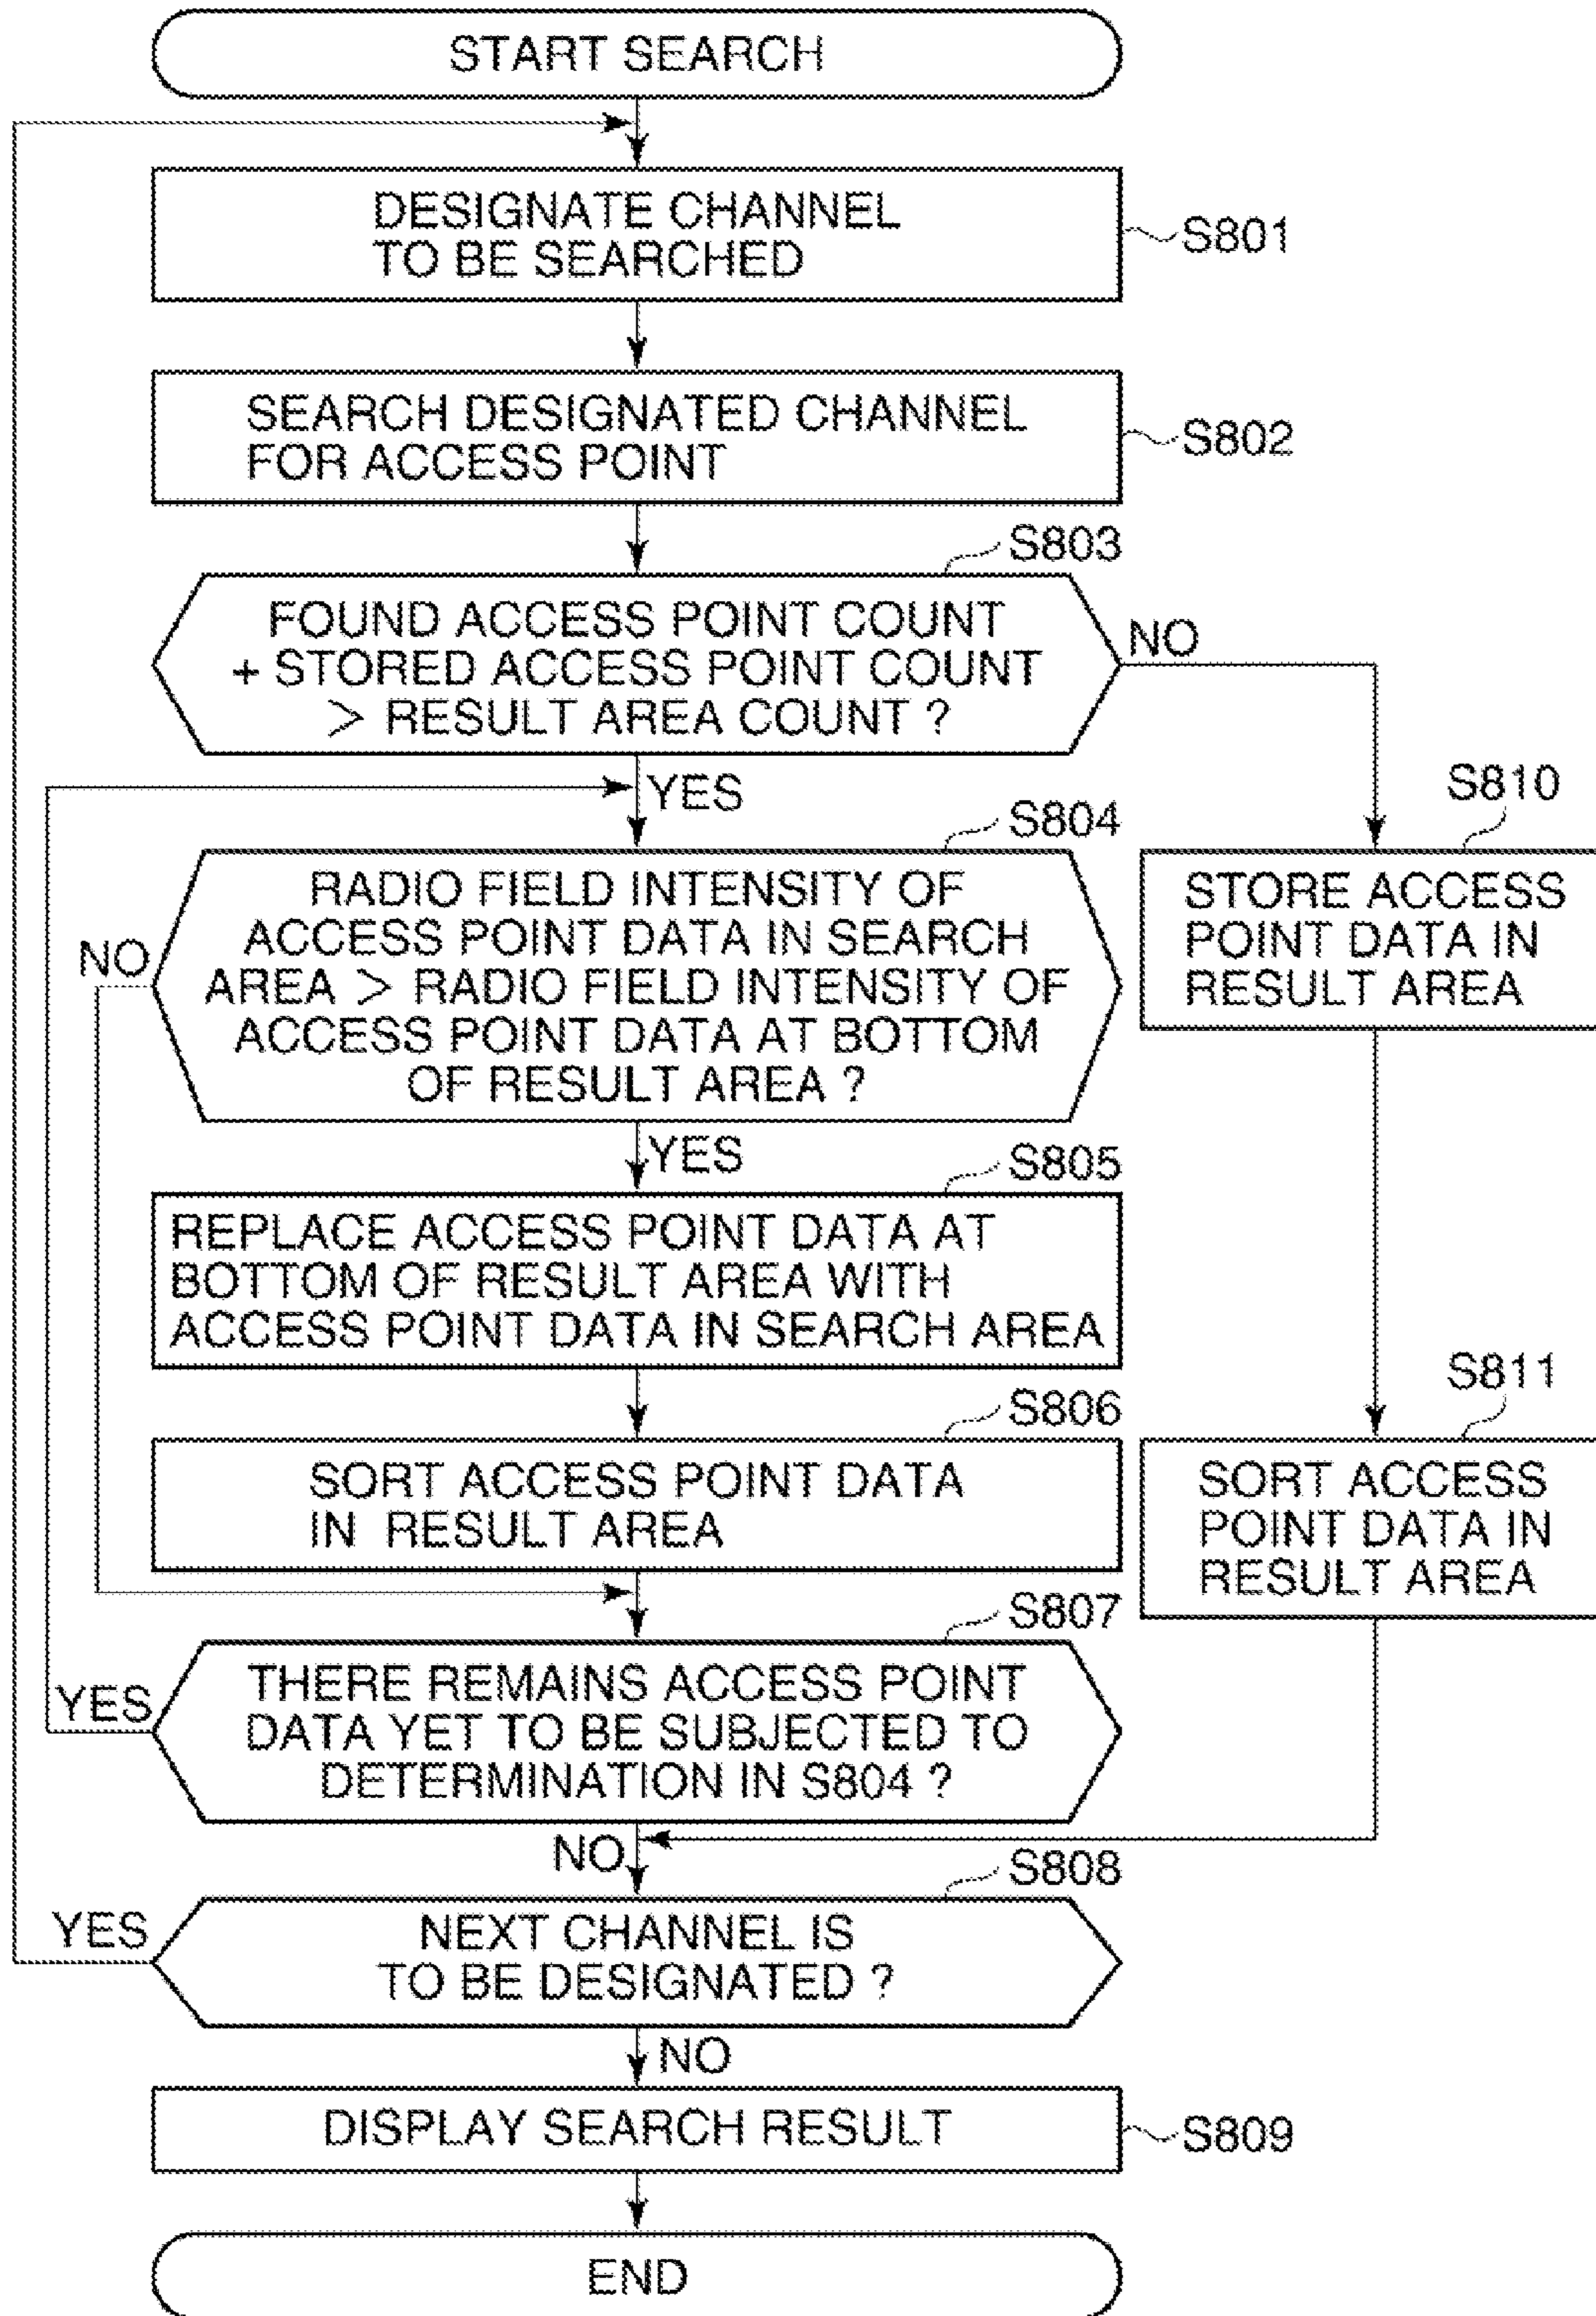 START SEARCH
DESIGNATE CHANNEL
TO BE SEARCHED
S801
SEARCH DESIGNATED CHANNEL
FOR ACCESS POINT
S802
S803
FOUND ACCESS POINT COUNT
+ STORED ACCESS POINT COUNT
> RESULT AREA COUNT ?
NO
YES
S804
RADIO FIELD INTENSITY OF
ACCESS POINT DATA IN SEARCH
AREA > RADIO FIELD INTENSITY OF
ACCESS POINT DATA AT BOTTOM
OF RESULT AREA ?
NO
S810
STORE ACCESS
POINT DATA IN
RESULT AREA
YES
S805
REPLACE ACCESS POINT DATA AT
BOTTOM OF RESULT AREA WITH
ACCESS POINT DATA IN SEARCH AREA
S806
SORT ACCESS POINT DATA
IN RESULT AREA
S811
SORT ACCESS
POINT DATA IN
RESULT AREA
S807
THERE REMAINS ACCESS POINT
DATA YET TO BE SUBJECTED TO
DETERMINATION IN S804 ?
YES
NO
S808
NEXT CHANNEL IS
TO BE DESIGNATED ?
YES
NO
DISPLAY SEARCH RESULT
S809
END